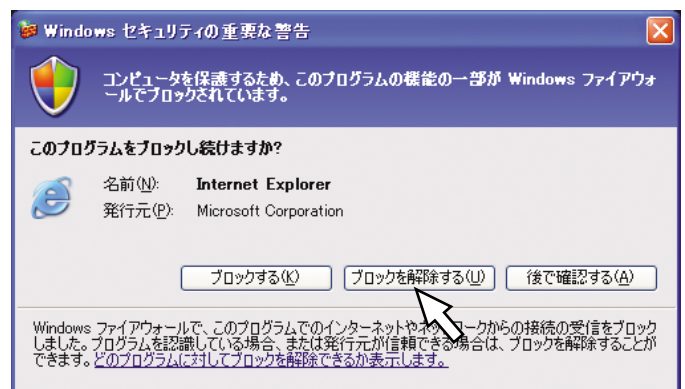 Windows セキュリティの重要な警告
コンピュータを保護するため、このプログラムの機能の一部が Windows ファイアウォ
ールでブロックされています。
このプログラムをブロックし続けますか?
名前(N): Internet Explorer
発行元(P): Microsoft Corporation
ブロックする(K) ブロックを解除する(U) 後で確認する(A)
Windows ファイアウォールで、このプログラムでのインターネットやネットワークからの接続の受信をブロック
しました。プログラムを認識している場合、または発行元が信頼できる場合は、ブロックを解除することが
できます。どのプログラムに対してブロックを解除できるか表示します。